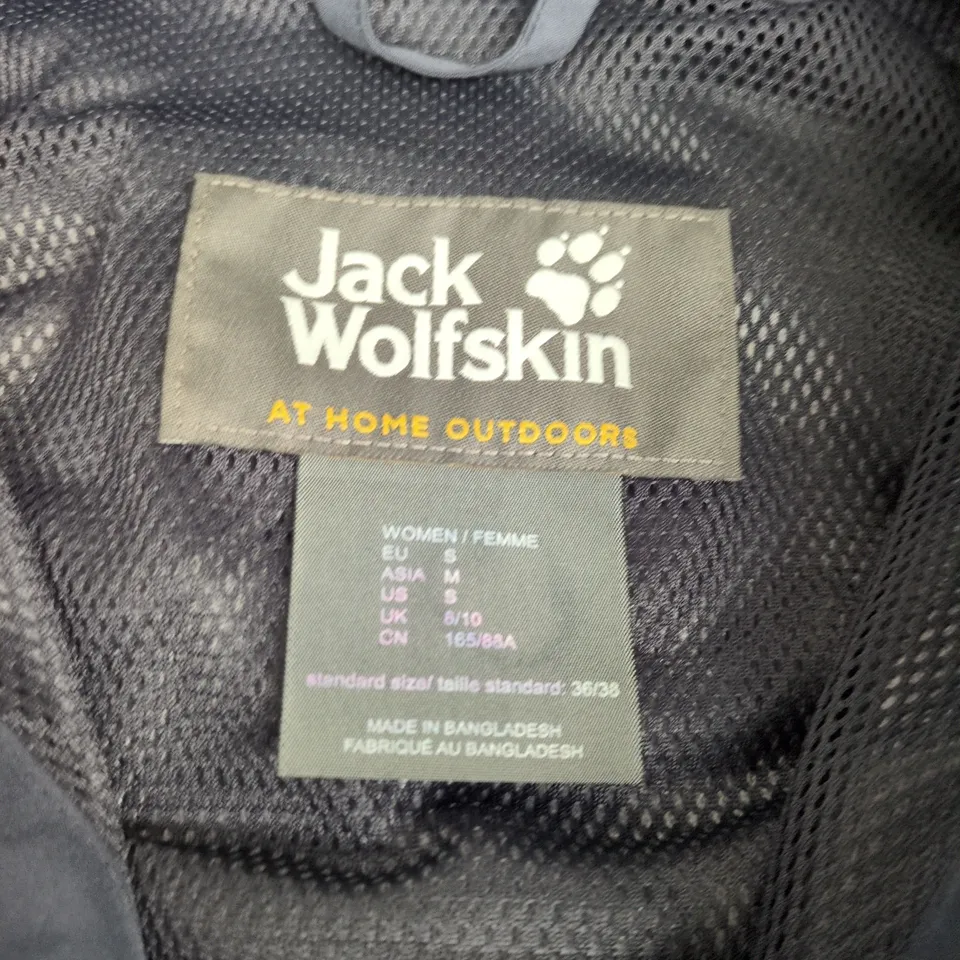 Jack
Wolfskin
AT HOME OUTDOORS
WOMEN / FEMME
EU S
ASIA M
US S
UK 8/10
CN 165/88A
standard size/ taille standard: 36/38
MADE IN BANGLADESH
FABRIQUÉ AU BANGLADESH